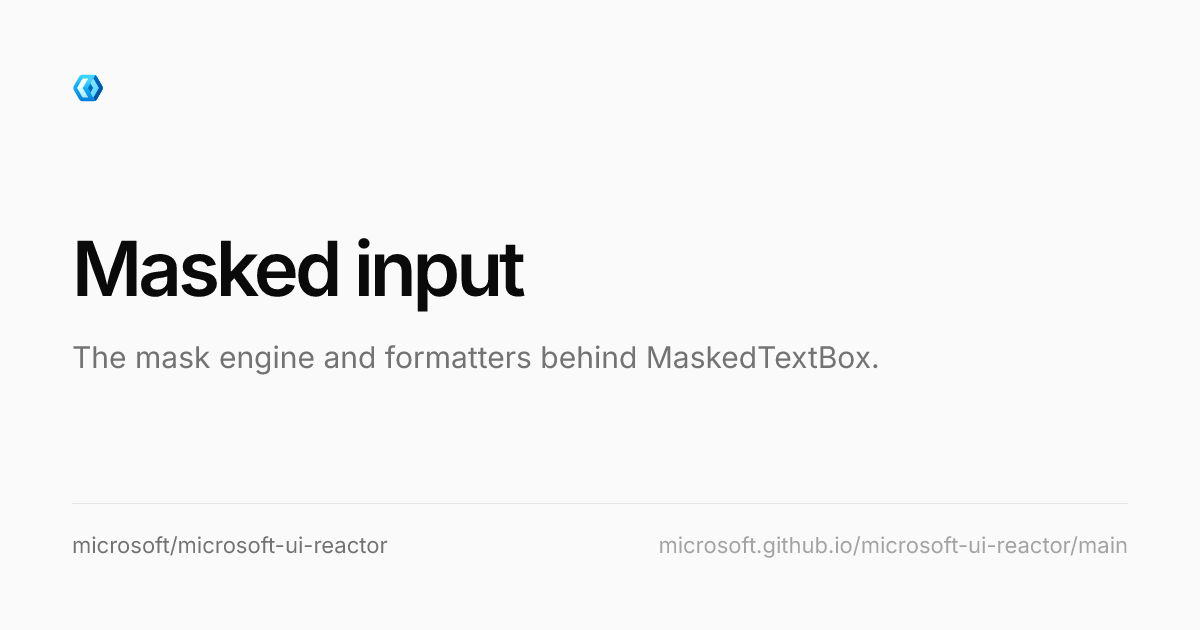 Masked input
The mask engine and formatters behind MaskedTextBox.
microsoft/microsoft-ui-reactor
microsoft.github.io/microsoft-ui-reactor/main